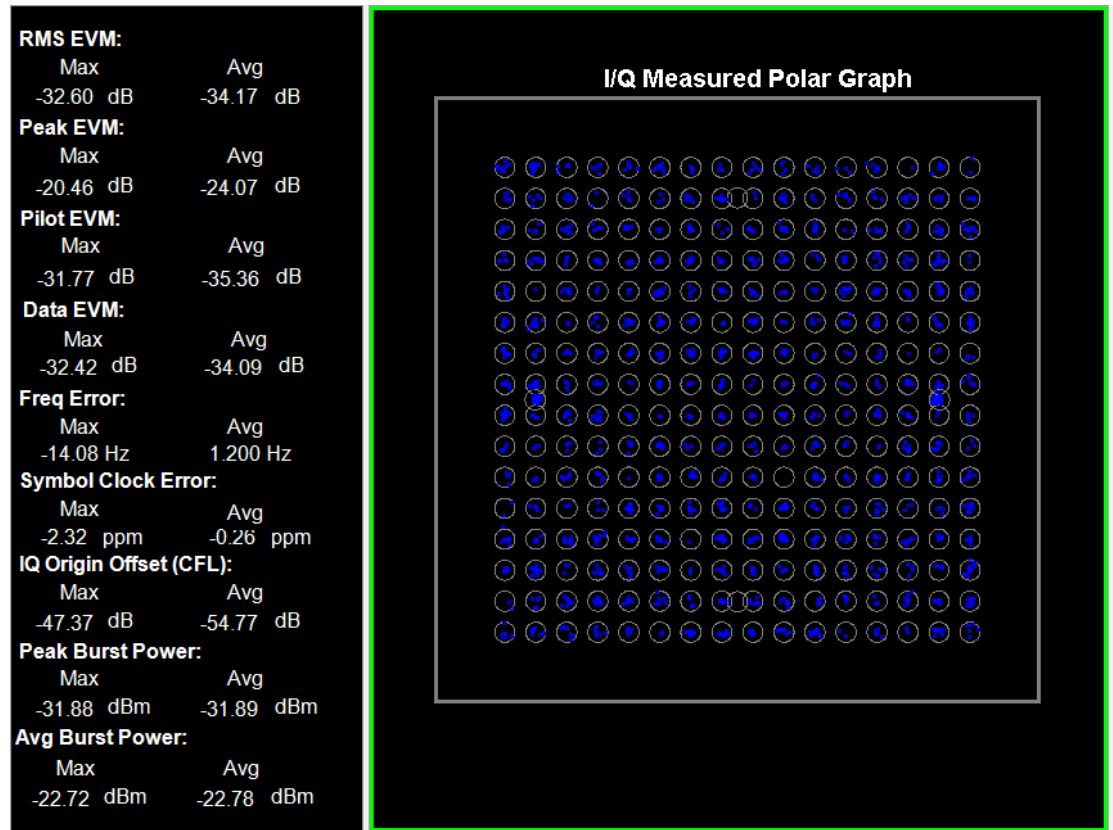 RMS EVM:
Max Avg
-32.60 dB -34.17 dB
Peak EVM:
Max Avg
-20.46 dB -24.07 dB
Pilot EVM:
Max Avg
-31.77 dB -35.36 dB
Data EVM:
Max Avg
-32.42 dB -34.09 dB
Freq Error:
Max Avg
-14.08 Hz 1.200 Hz
Symbol Clock Error:
Max Avg
-2.32 ppm -0.26 ppm
IQ Origin Offset (CFL):
Max Avg
-47.37 dB -54.77 dB
Peak Burst Power:
Max Avg
-31.88 dBm -31.89 dBm
Avg Burst Power:
Max Avg
-22.72 dBm -22.78 dBm
I/Q Measured Polar Graph